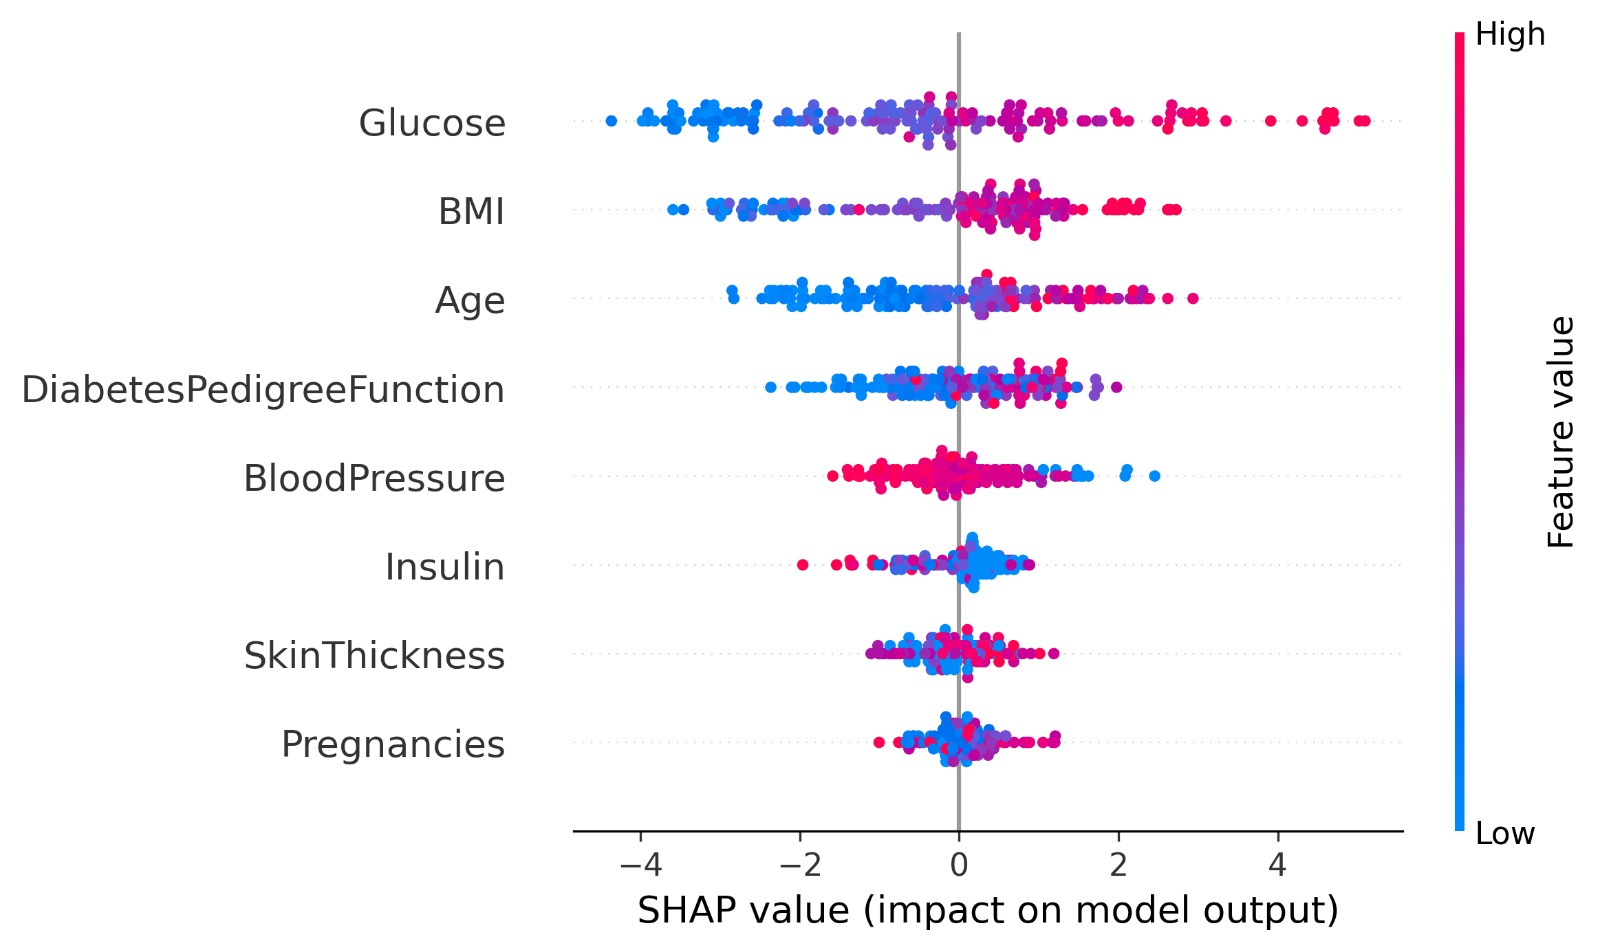 High
Glucose
BMI
Age
DiabetesPedigreeFunction
BloodPressure
Insulin
SkinThickness
Pregnancies
Feature value
Low
−4 −2 0 2 4
SHAP value (impact on model output)